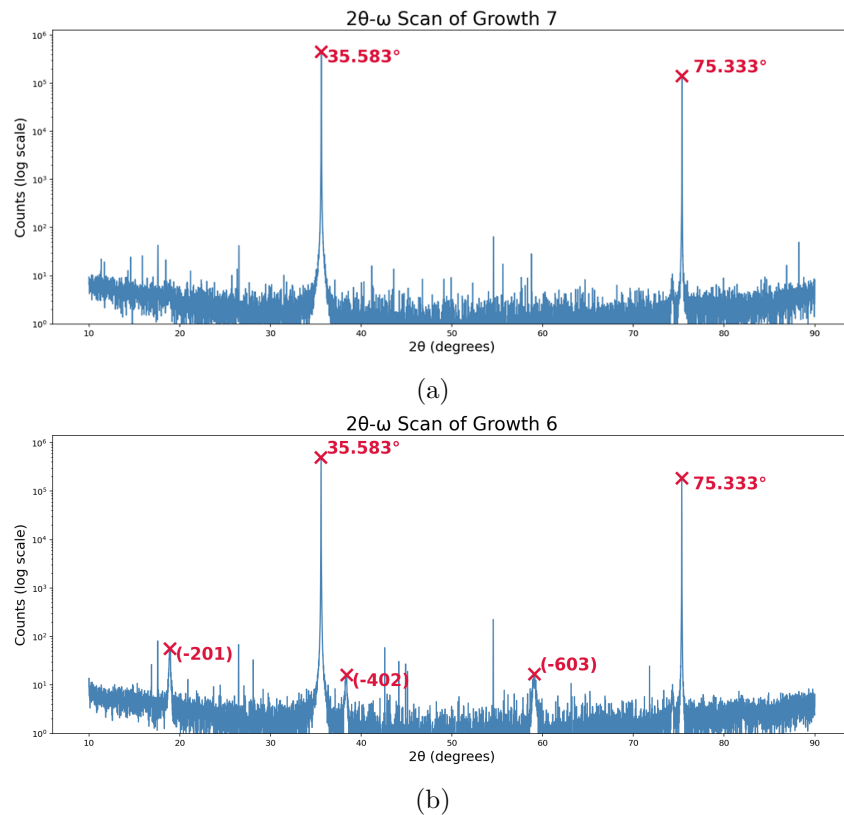 2θ-ω Scan of Growth 7
10⁶
10⁵
10⁴
10³
10²
10¹
10⁰
Counts (log scale)
35.583°
75.333°
10 20 30 40 50 60 70 80 90
2θ (degrees)
(a)
2θ-ω Scan of Growth 6
10⁶
10⁵
10⁴
10³
10²
10¹
10⁰
Counts (log scale)
35.583°
75.333°
(-201)
(-402)
(-603)
10 20 30 40 50 60 70 80 90
2θ (degrees)
(b)